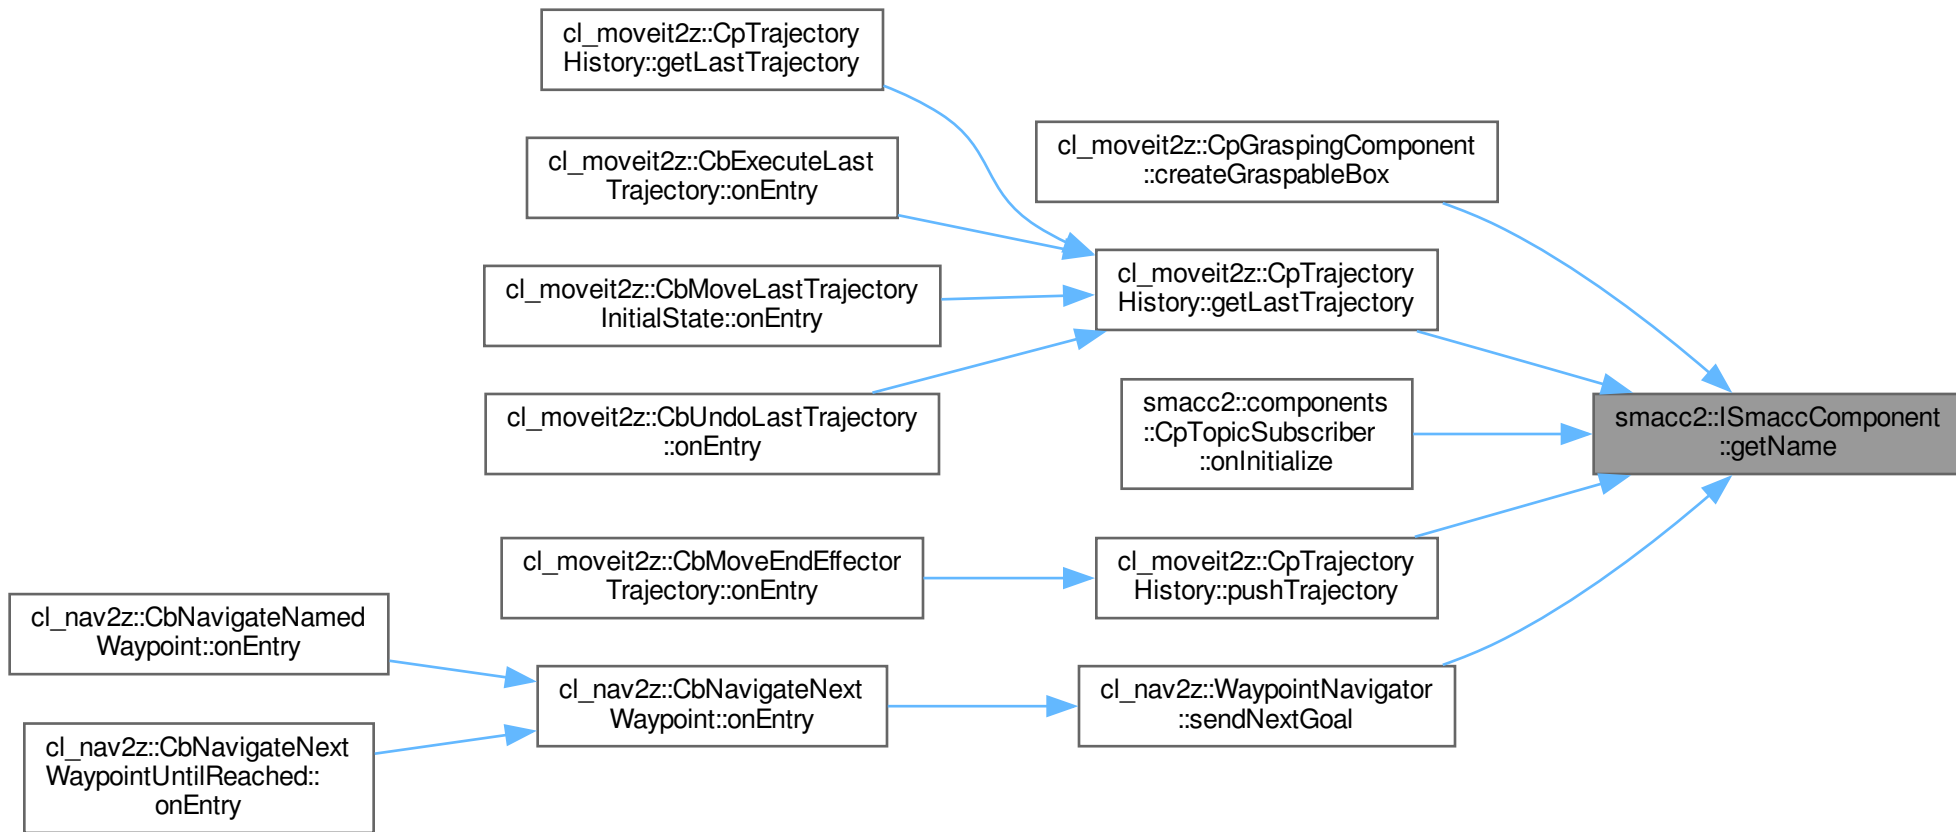 cl_moveit2z::CpTrajectory
History::getLastTrajectory
cl_moveit2z::CbExecuteLast
Trajectory::onEntry
cl_moveit2z::CbMoveLastTrajectory
InitialState::onEntry
cl_moveit2z::CbUndoLastTrajectory
::onEntry
cl_moveit2z::CpGraspingComponent
::createGraspableBox
cl_moveit2z::CpTrajectory
History::getLastTrajectory
smacc2::components
::CpTopicSubscriber
::onInitialize
smacc2::ISmaccComponent
::getName
cl_moveit2z::CbMoveEndEffector
Trajectory::onEntry
cl_moveit2z::CpTrajectory
History::pushTrajectory
cl_nav2z::CbNavigateNamed
Waypoint::onEntry
cl_nav2z::CbNavigateNext
WaypointUntilReached::
onEntry
cl_nav2z::CbNavigateNext
Waypoint::onEntry
cl_nav2z::WaypointNavigator
::sendNextGoal